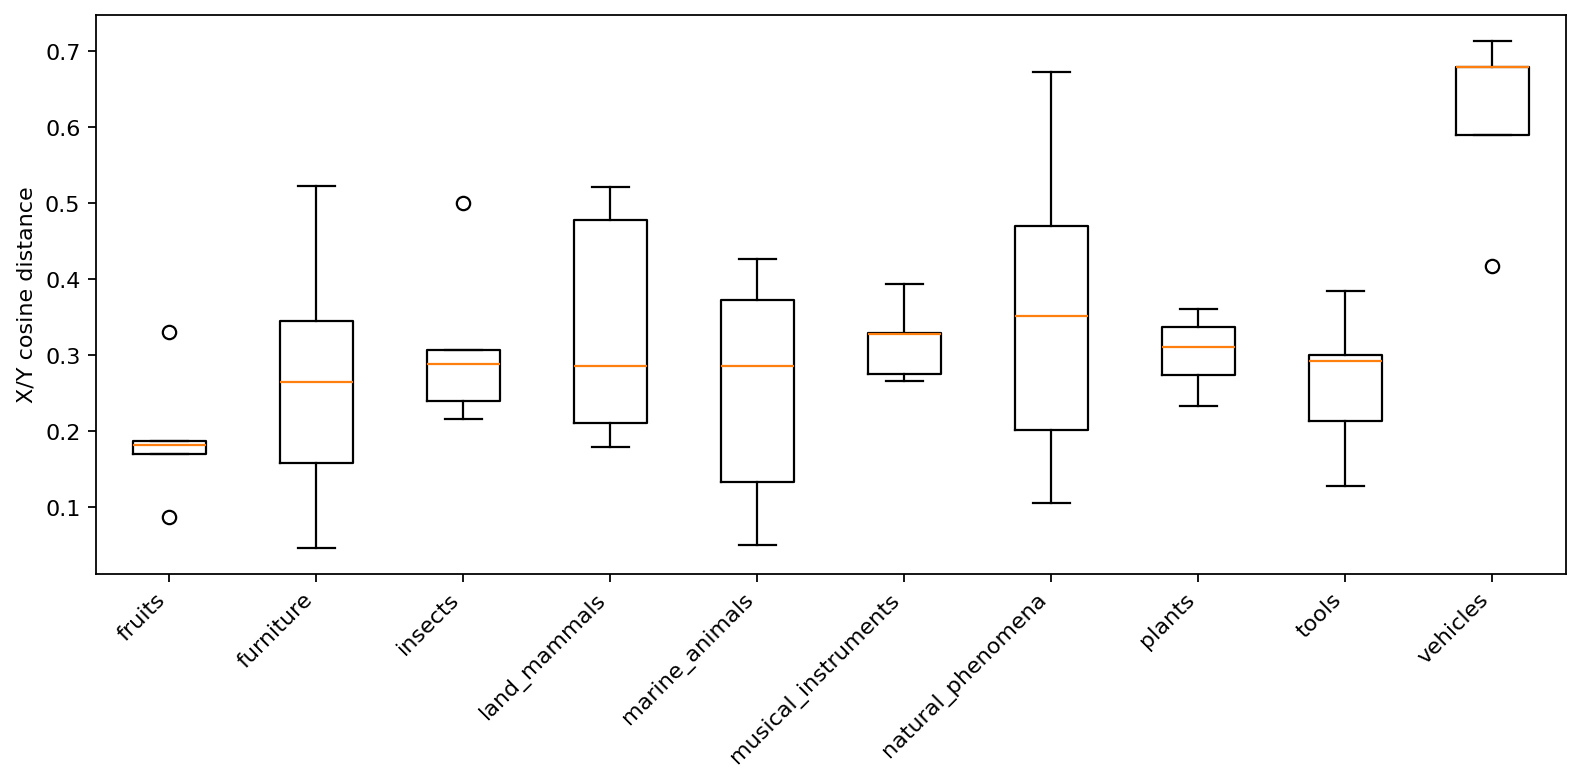 X/Y cosine distance
0.7
0.6
0.5
0.4
0.3
0.2
0.1
fruits
furniture
insects
land_mammals
marine_animals
musical_instruments
natural_phenomena
plants
tools
vehicles